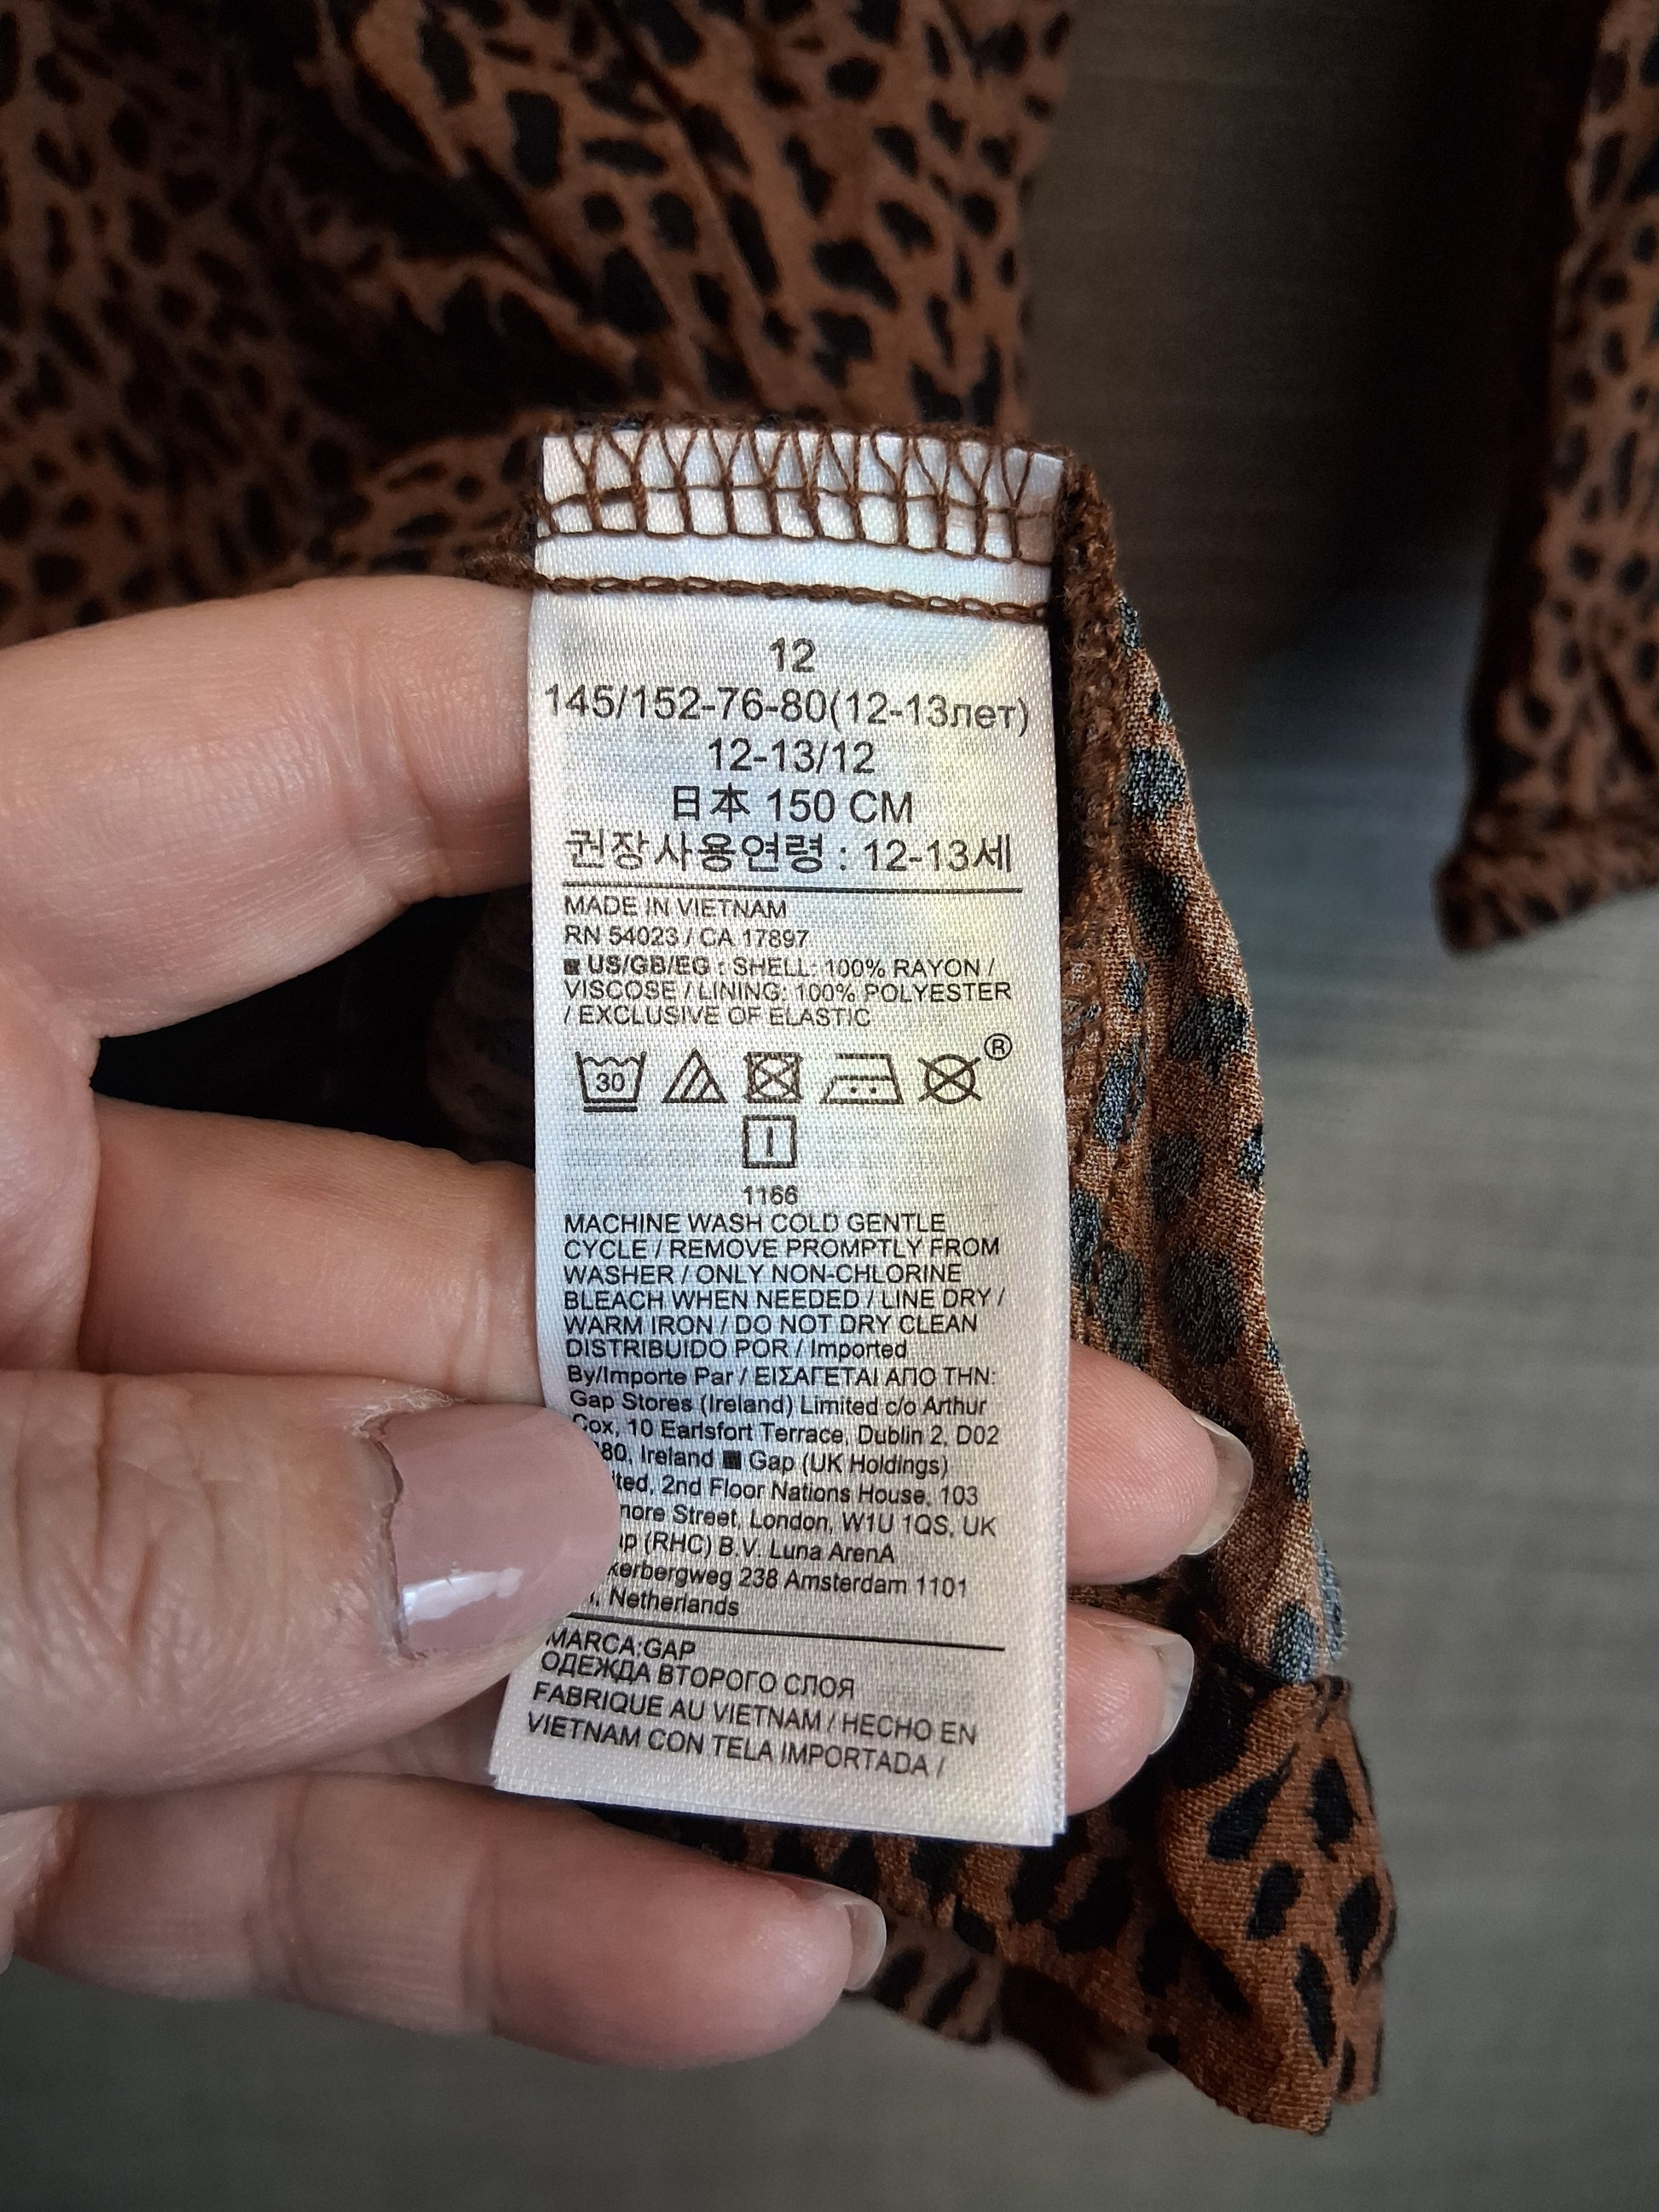 12
145/152-76-80(12-13лет)
12-13/12
日本 150 CM
권장사용연령 : 12-13세
MADE IN VIETNAM
RN 54023 / CA 17897
US/GB/EG : SHELL: 100% RAYON /
VISCOSE / LINING: 100% POLYESTER
/ EXCLUSIVE OF ELASTIC
30
®
1166
MACHINE WASH COLD GENTLE
CYCLE / REMOVE PROMPTLY FROM
WASHER / ONLY NON-CHLORINE
BLEACH WHEN NEEDED / LINE DRY /
WARM IRON / DO NOT DRY CLEAN
DISTRIBUIDO POR / Imported
By/Importe Par / ΕΙΣΑΓΕΤΑΙ ΑΠΟ ΤΗΝ:
Gap Stores (Ireland) Limited c/o Arthur
Cox, 10 Earlsfort Terrace, Dublin 2, D02
80, Ireland Gap (UK Holdings)
ted, 2nd Floor Nations House, 103
more Street, London, W1U 1QS, UK
p (RHC) B.V. Luna ArenA
kerbergweg 238 Amsterdam 1101
, Netherlands
MARCA:GAP
ОДЕЖДА ВТОРОГО СЛОЯ
FABRIQUE AU VIETNAM / HECHO EN
VIETNAM CON TELA IMPORTADA /